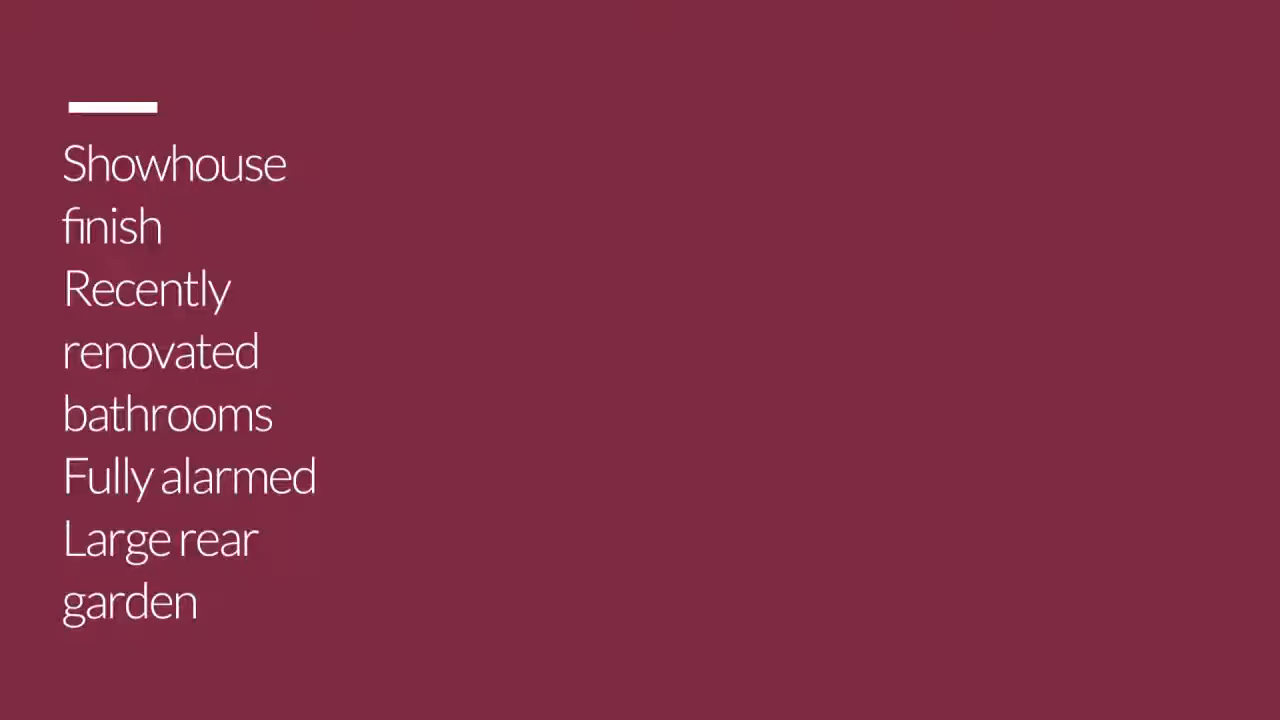 Showhouse
finish
Recently
renovated
bathrooms
Fully alarmed
Large rear
garden